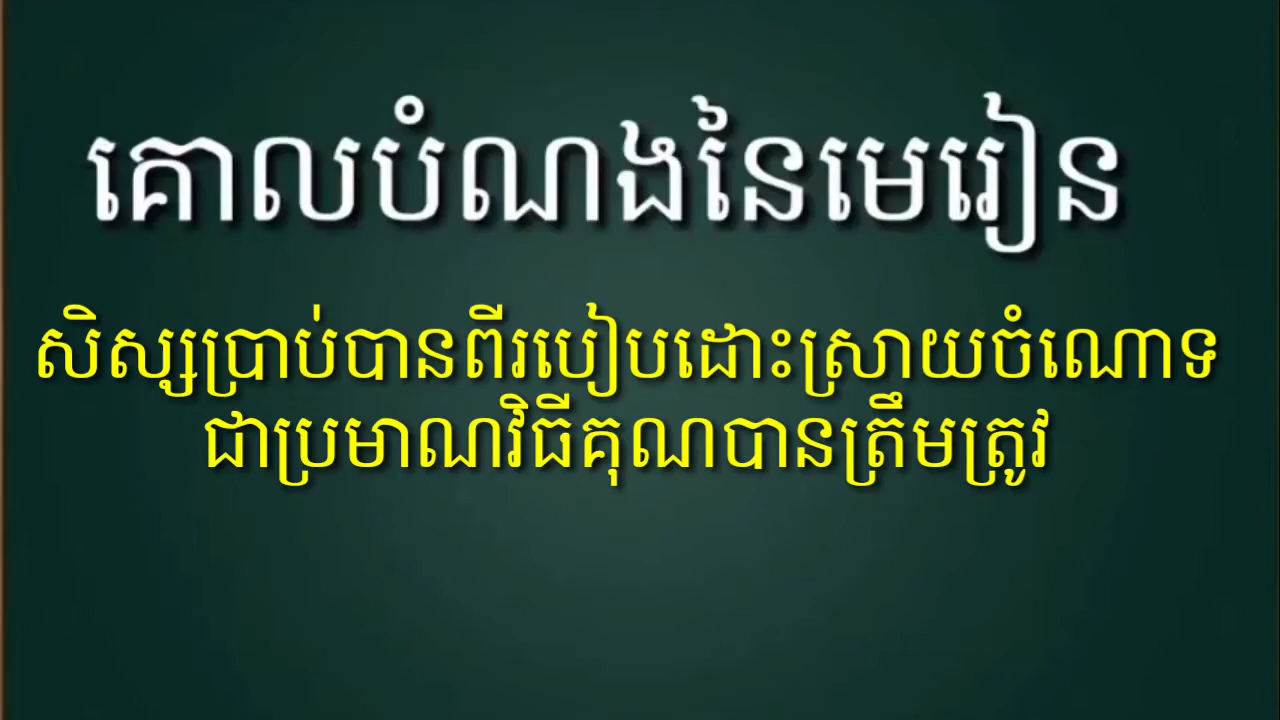 គោលបំណងនៃមេរៀន
សិស្សប្រាប់បានពីរបៀបដោះស្រាយចំណោទ
ជាប្រមាណវិធីគុណបានត្រឹមត្រូវ